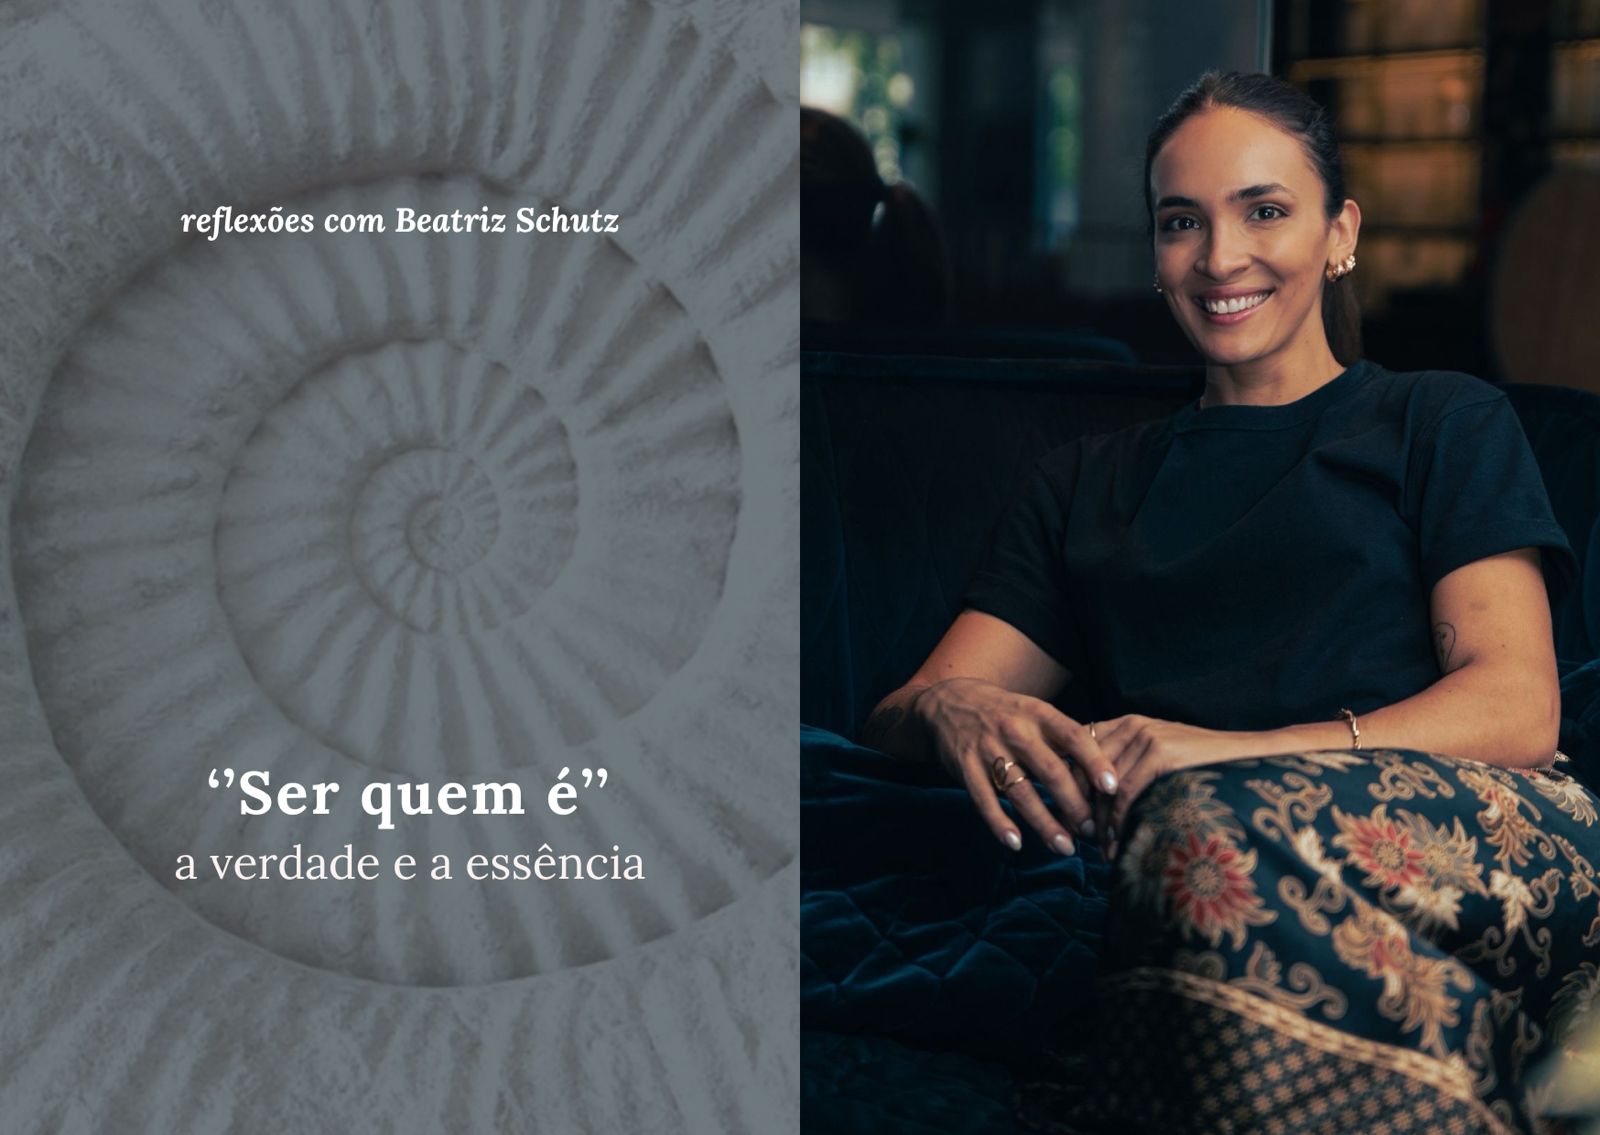 reflexões com Beatriz Schutz
‘’Ser quem é’’
a verdade e a essência